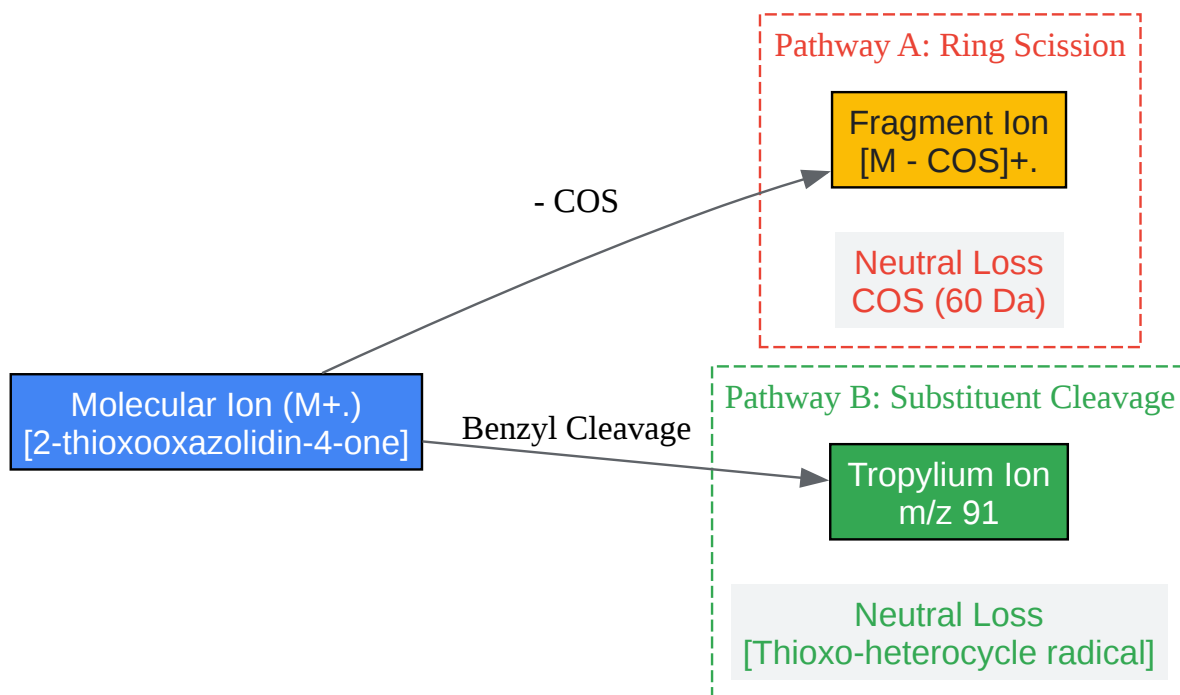 Pathway A: Ring Scission
Fragment Ion
[M - COS]+.
- COS
Neutral Loss
COS (60 Da)
Molecular Ion (M+.)
[2-thioxooxazolidin-4-one]
Benzyl Cleavage
Pathway B: Substituent Cleavage
Tropylium Ion
m/z 91
Neutral Loss
[Thioxo-heterocycle radical]